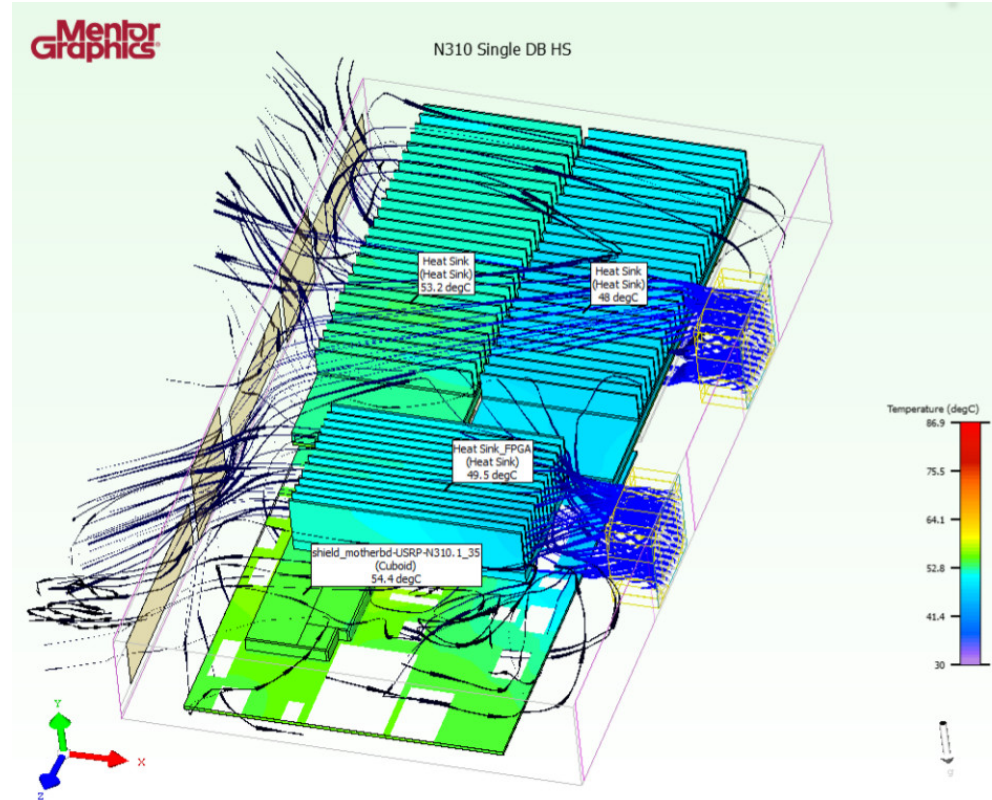 Mentor
Graphics®
N310 Single DB HS
Heat Sink
(Heat Sink)
53.2 degC
Heat Sink
(Heat Sink)
48 degC
Heat Sink_FPGA
(Heat Sink)
49.5 degC
shield_motherbd-USRP-N310.1_35
(Cuboid)
54.4 degC
Temperature (degC)
86.9
75.5
64.1
52.8
41.4
30
Y
X
Z
g